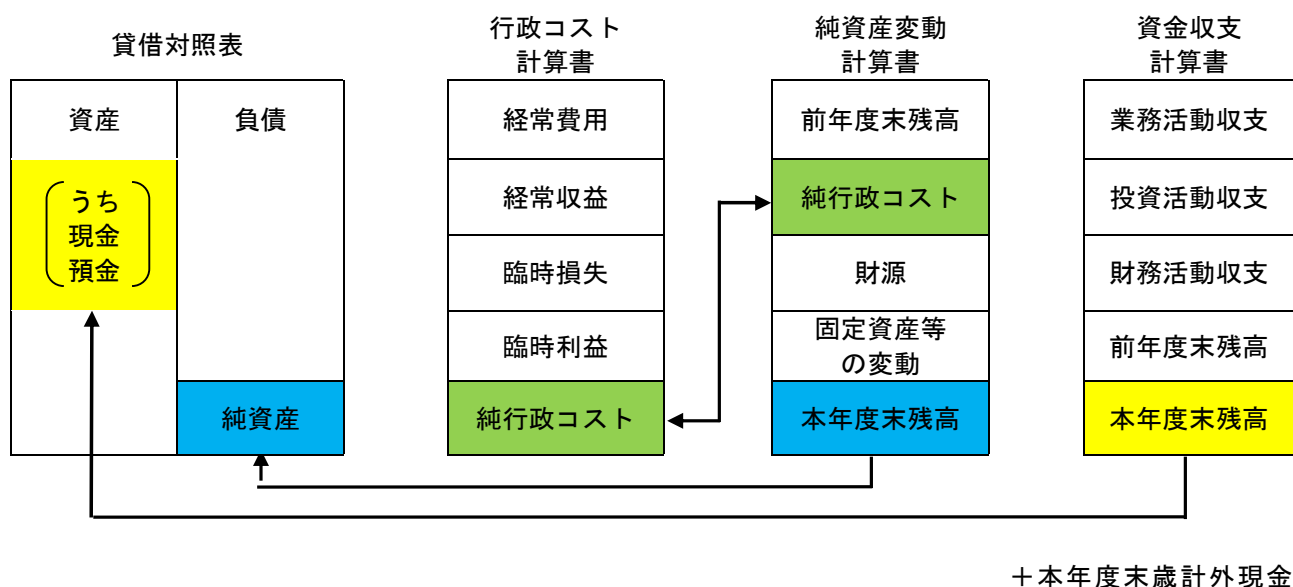 貸借対照表
資産
負債
うち
現金
預金
純資産
行政コスト
計算書
経常費用
経常収益
臨時損失
臨時利益
純行政コスト
純資産変動
計算書
前年度末残高
純行政コスト
財源
固定資産等
の変動
本年度末残高
資金収支
計算書
業務活動収支
投資活動収支
財務活動収支
前年度末残高
本年度末残高
＋本年度末歳計外現金